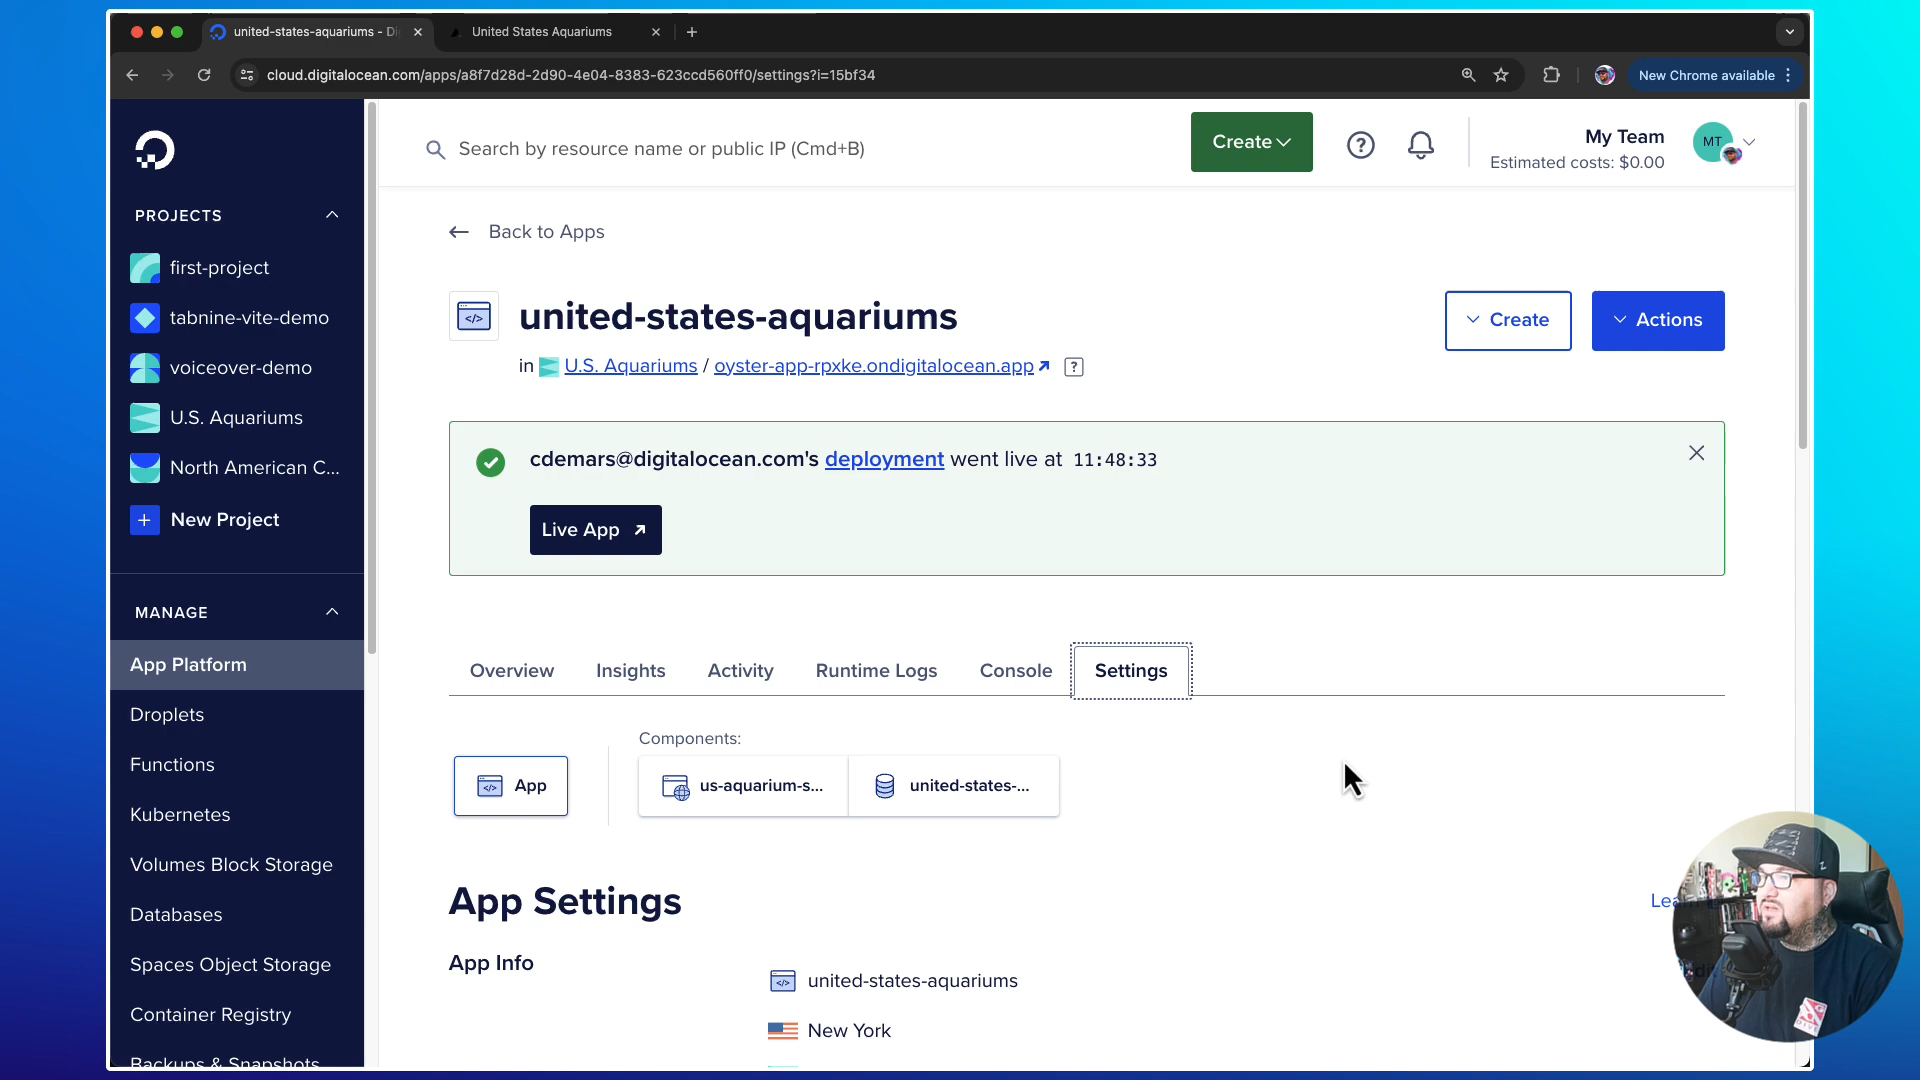 united-states-aquariums - Di
United States Aquariums
cloud.digitalocean.com/apps/a8f7d28d-2d90-4e04-8383-623ccd560ff0/settings?i=15bf34
New Chrome available
Search by resource name or public IP (Cmd+B)
Create
My Team
Estimated costs: $0.00
MT
PROJECTS
first-project
tabnine-vite-demo
voiceover-demo
U.S. Aquariums
North American C...
New Project
MANAGE
App Platform
Droplets
Functions
Kubernetes
Volumes Block Storage
Databases
Spaces Object Storage
Container Registry
Backups & Snapshots
Back to Apps
united-states-aquariums
in U.S. Aquariums / oyster-app-rpxke.ondigitalocean.app
Create
Actions
cdemars@digitalocean.com's deployment went live at 11:48:33
Live App
Overview
Insights
Activity
Runtime Logs
Console
Settings
Components:
App
us-aquarium-s...
united-states-...
App Settings
App Info
united-states-aquariums
New York